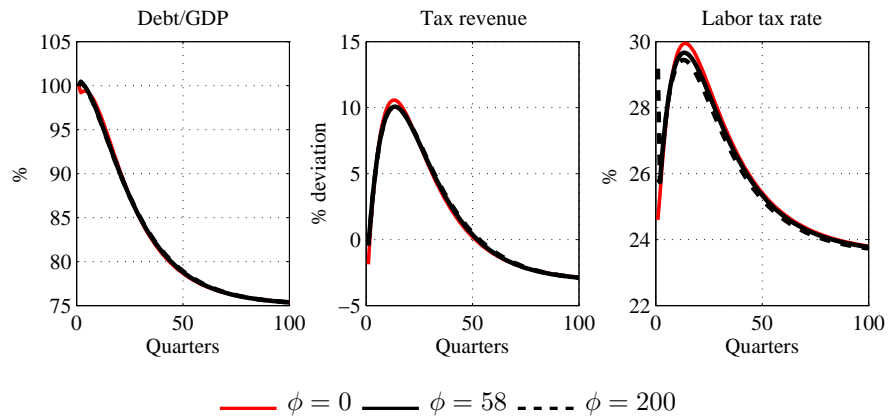 Debt/GDP
100
95
90
85
80
75
%
0 50 100
Quarters
Tax revenue
15
10
5
0
−5
% deviation
0 50 100
Quarters
Labor tax rate
30
28
26
24
22
%
0 50 100
Quarters
ϕ = 0 ϕ = 58 ϕ = 200